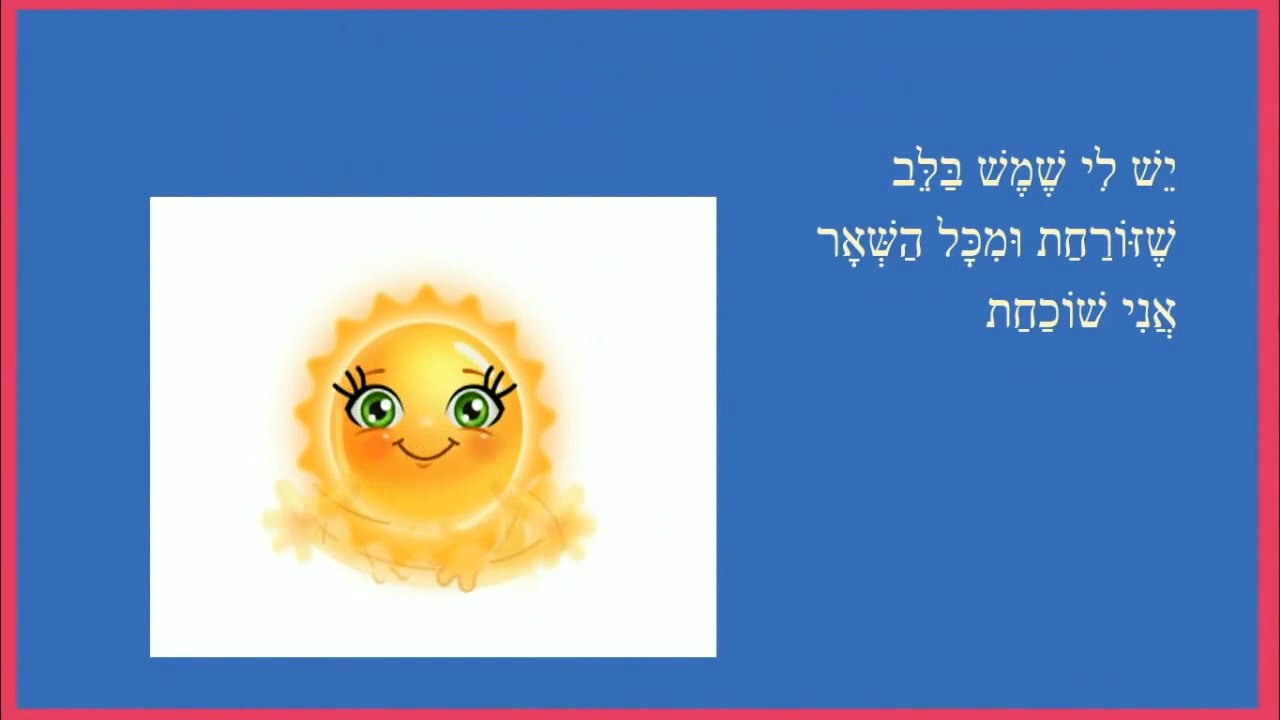 יֵשׁ לִי שֶׁמֶשׁ בַּלֵּב
שֶׁזּוֹרַחַת וּמִכָּל הַשְּׁאָר
אֲנִי שׁוֹכַחַת